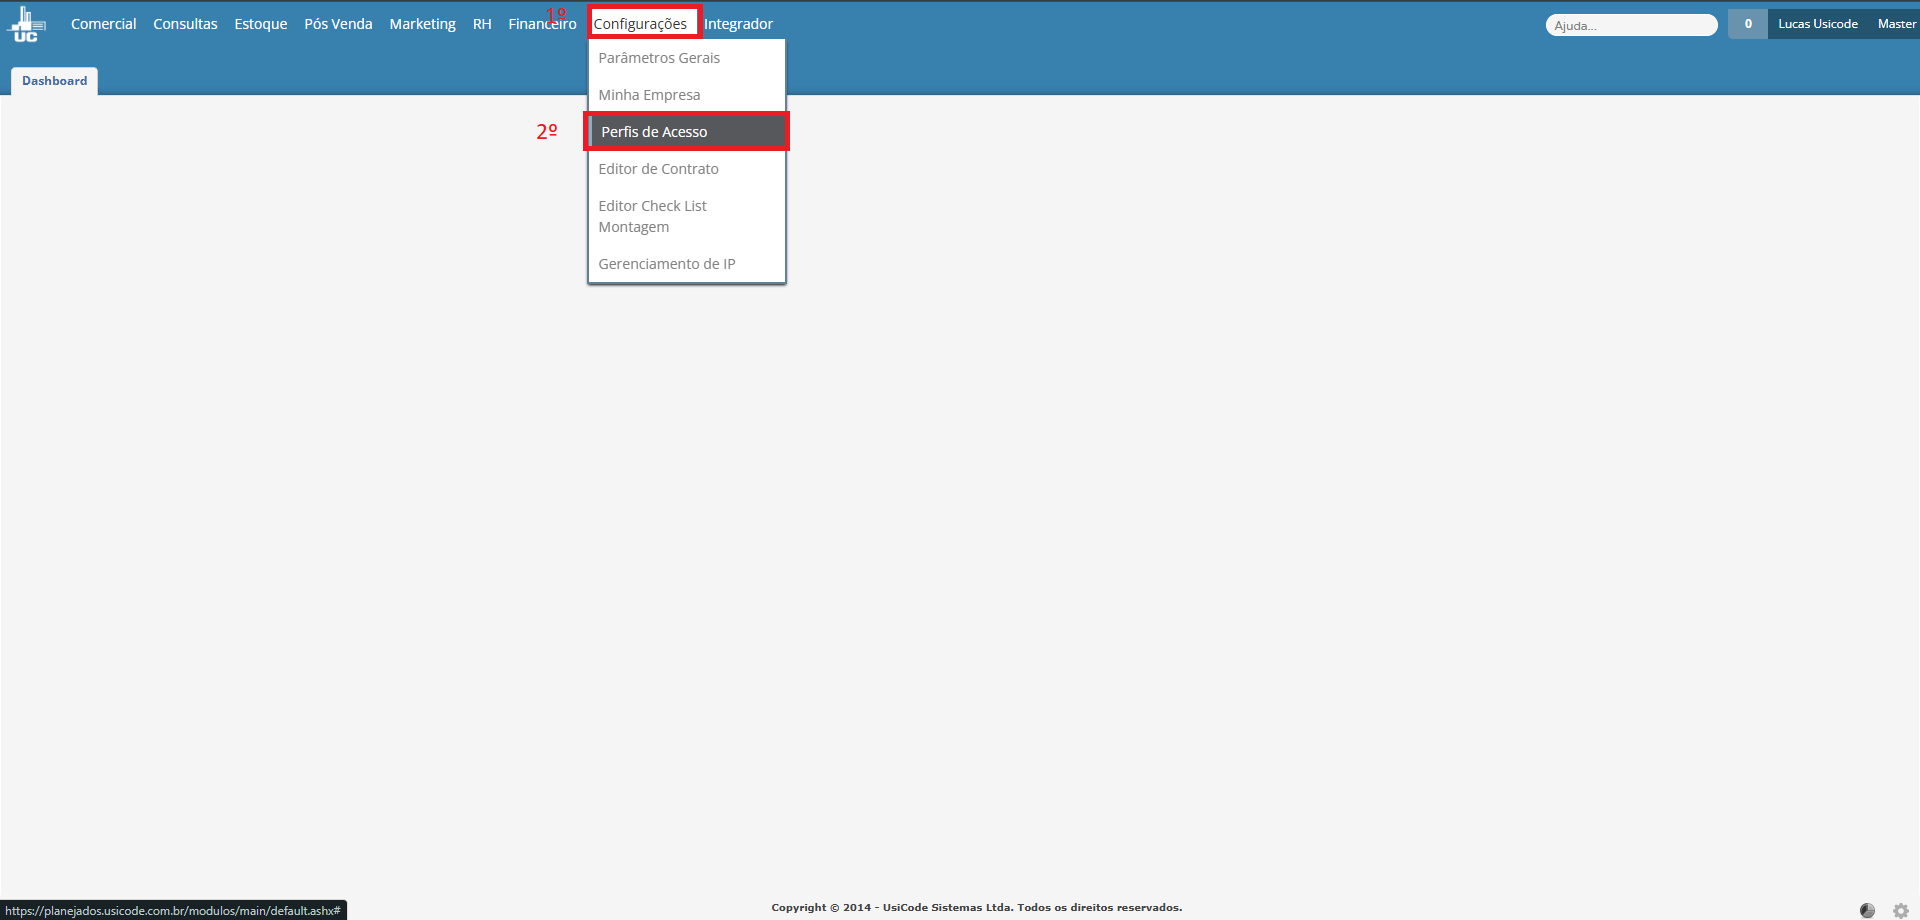 UC
Comercial Consultas Estoque Pós Venda Marketing RH Financeiro 1º Configurações Integrador
Ajuda... 0 Lucas Usicode Master
Dashboard
Parâmetros Gerais
Minha Empresa
2º Perfis de Acesso
Editor de Contrato
Editor Check List
Montagem
Gerenciamento de IP
https://planejados.usicode.com.br/modulos/main/default.ashx#
Copyright © 2014 - UsiCode Sistemas Ltda. Todos os direitos reservados.